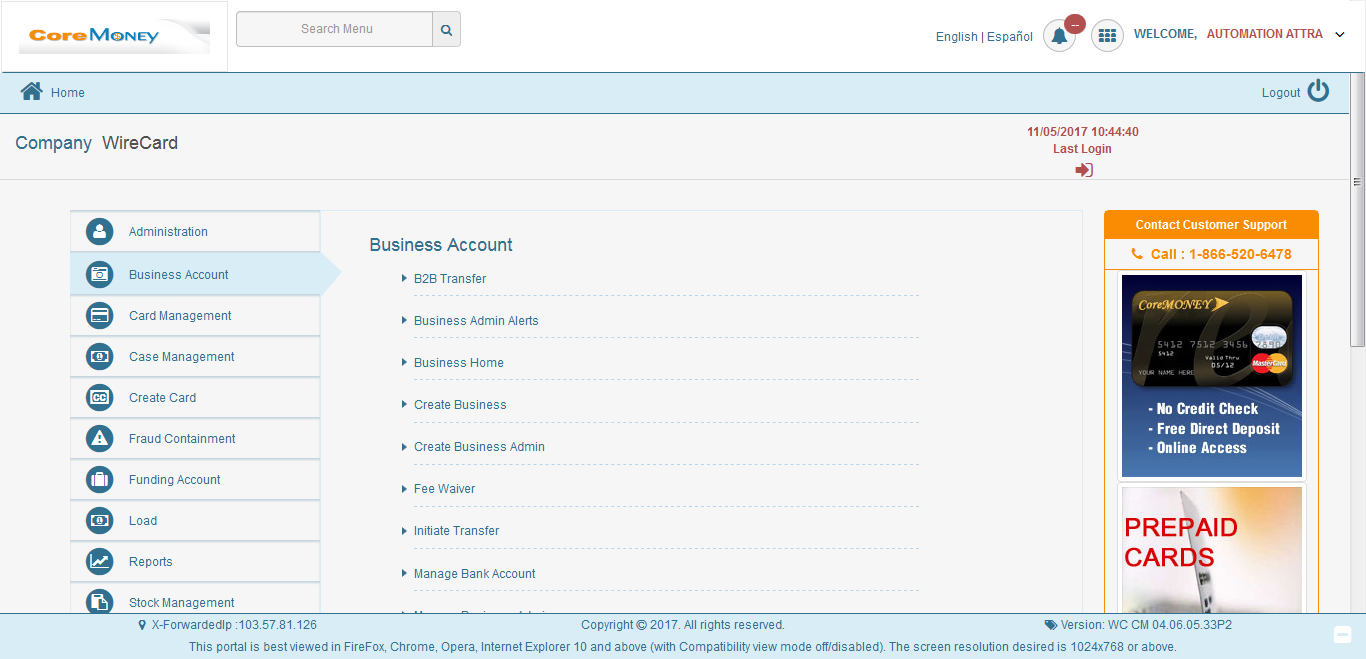 CoreMoney
Search Menu
English | Español
--
WELCOME, AUTOMATION ATTRA
Home
Logout
Company WireCard
11/05/2017 10:44:40
Last Login
Administration
Business Account
Card Management
Case Management
Create Card
Fraud Containment
Funding Account
Load
Reports
Stock Management
Business Account
B2B Transfer
Business Admin Alerts
Business Home
Create Business
Create Business Admin
Fee Waiver
Initiate Transfer
Manage Bank Account
Contact Customer Support
Call : 1-866-520-6478
CoreMONEY
5412 7512 3456 7890
5412
Valid Thru
05/12
YOUR NAME HERE
MasterCard
- No Credit Check
- Free Direct Deposit
- Online Access
PREPAID
CARDS
X-ForwardedIp :103.57.81.126
Copyright © 2017. All rights reserved.
Version: WC CM 04.06.05.33P2
This portal is best viewed in FireFox, Chrome, Opera, Internet Explorer 10 and above (with Compatibility view mode off/disabled). The screen resolution desired is 1024x768 or above.